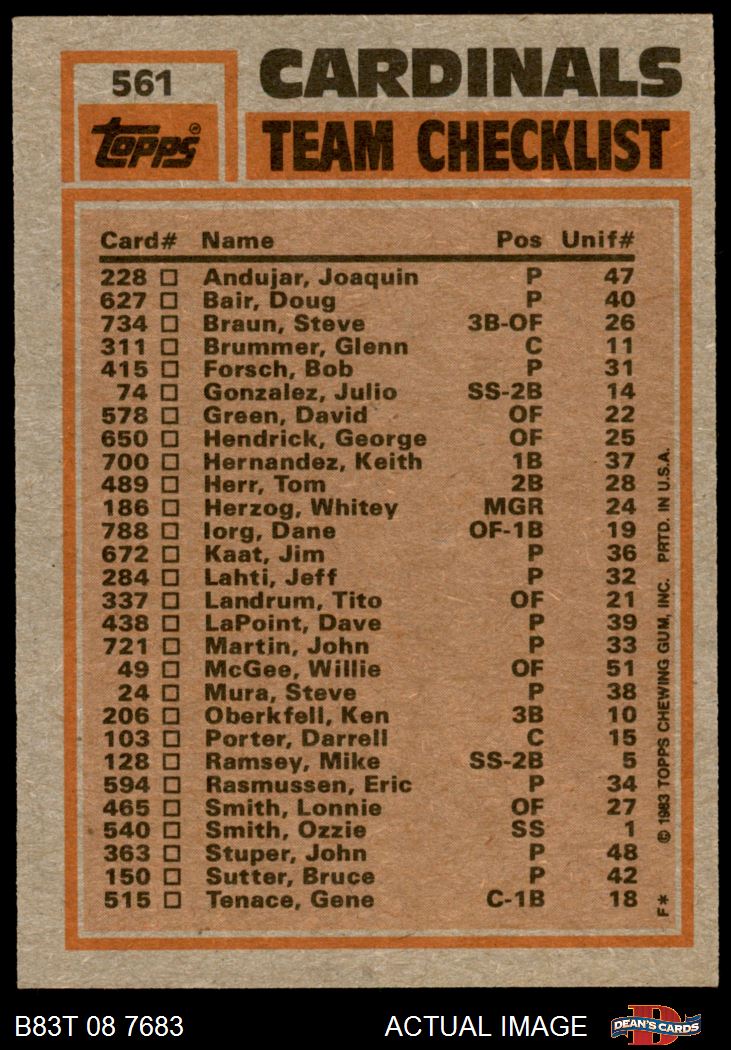 561
CARDINALS
Topps®
TEAM CHECKLIST
Card# Name Pos Unif#
228 □ Andujar, Joaquin P 47
627 □ Bair, Doug P 40
734 □ Braun, Steve 3B-OF 26
311 □ Brummer, Glenn C 11
415 □ Forsch, Bob P 31
74 □ Gonzalez, Julio SS-2B 14
578 □ Green, David OF 22
650 □ Hendrick, George OF 25
700 □ Hernandez, Keith 1B 37
489 □ Herr, Tom 2B 28
186 □ Herzog, Whitey MGR 24
788 □ Iorg, Dane OF-1B 19
672 □ Kaat, Jim P 36
284 □ Lahti, Jeff P 32
337 □ Landrum, Tito OF 21
438 □ LaPoint, Dave P 39
721 □ Martin, John P 33
49 □ McGee, Willie OF 51
24 □ Mura, Steve P 38
206 □ Oberkfell, Ken 3B 10
103 □ Porter, Darrell C 15
128 □ Ramsey, Mike SS-2B 5
594 □ Rasmussen, Eric P 34
465 □ Smith, Lonnie OF 27
540 □ Smith, Ozzie SS 1
363 □ Stuper, John P 48
150 □ Sutter, Bruce P 42
515 □ Tenace, Gene C-1B 18
F* © 1983 TOPPS CHEWING GUM, INC. PRTD. IN U.S.A.
B83T 08 7683
ACTUAL IMAGE
D
DEAN'S CARDS